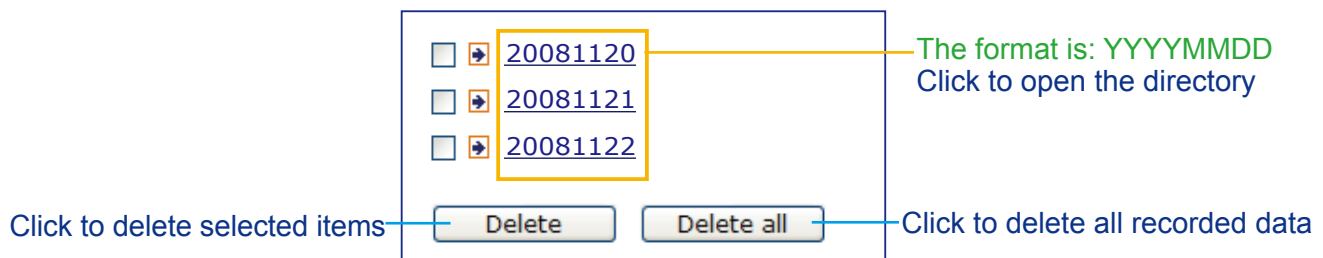 20081120
The format is: YYYYMMDD
Click to open the directory
20081121
20081122
Click to delete selected items
Delete
Delete all
Click to delete all recorded data